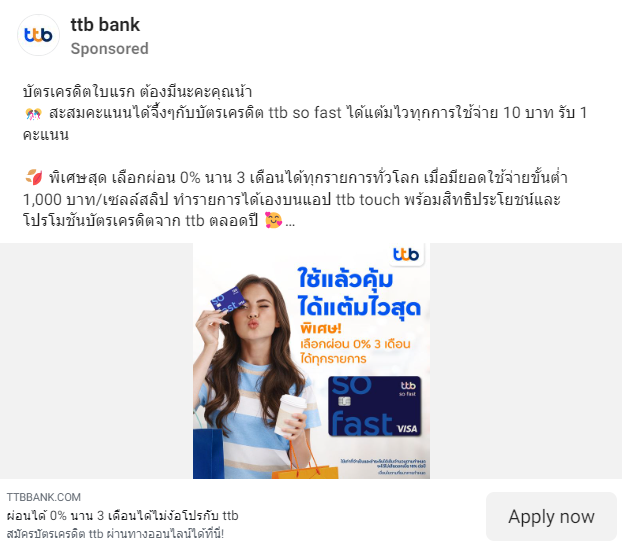 ttb
ttb bank
Sponsored
บัตรเครดิตใบแรก ต้องมีนะคะคุณน้า
🎊 สะสมคะแนนได้จึ้งๆกับบัตรเครดิต ttb so fast ได้แต้มไวทุกการใช้จ่าย 10 บาท รับ 1
คะแนน
🍂 พิเศษสุด เลือกผ่อน 0% นาน 3 เดือนได้ทุกรายการทั่วโลก เมื่อมียอดใช้จ่ายขั้นต่ำ
1,000 บาท/เซลล์สลิป ทำรายการได้เองบนแอป ttb touch พร้อมสิทธิประโยชน์และ
โปรโมชันบัตรเครดิตจาก ttb ตลอดปี 🥰 ...
ttb
ใช้แล้วคุ้ม
ได้แต้มไวสุด
พิเศษ!
เลือกผ่อน 0% 3 เดือน
ได้ทุกรายการ
so
fast
ttb
so fast
VISA
TTBBANK.COM
ผ่อนได้ 0% นาน 3 เดือนได้ไม่ง้อโปรกับ ttb
สมัครบัตรเครดิต ttb ผ่านทางออนไลน์ได้ที่นี่!
Apply now